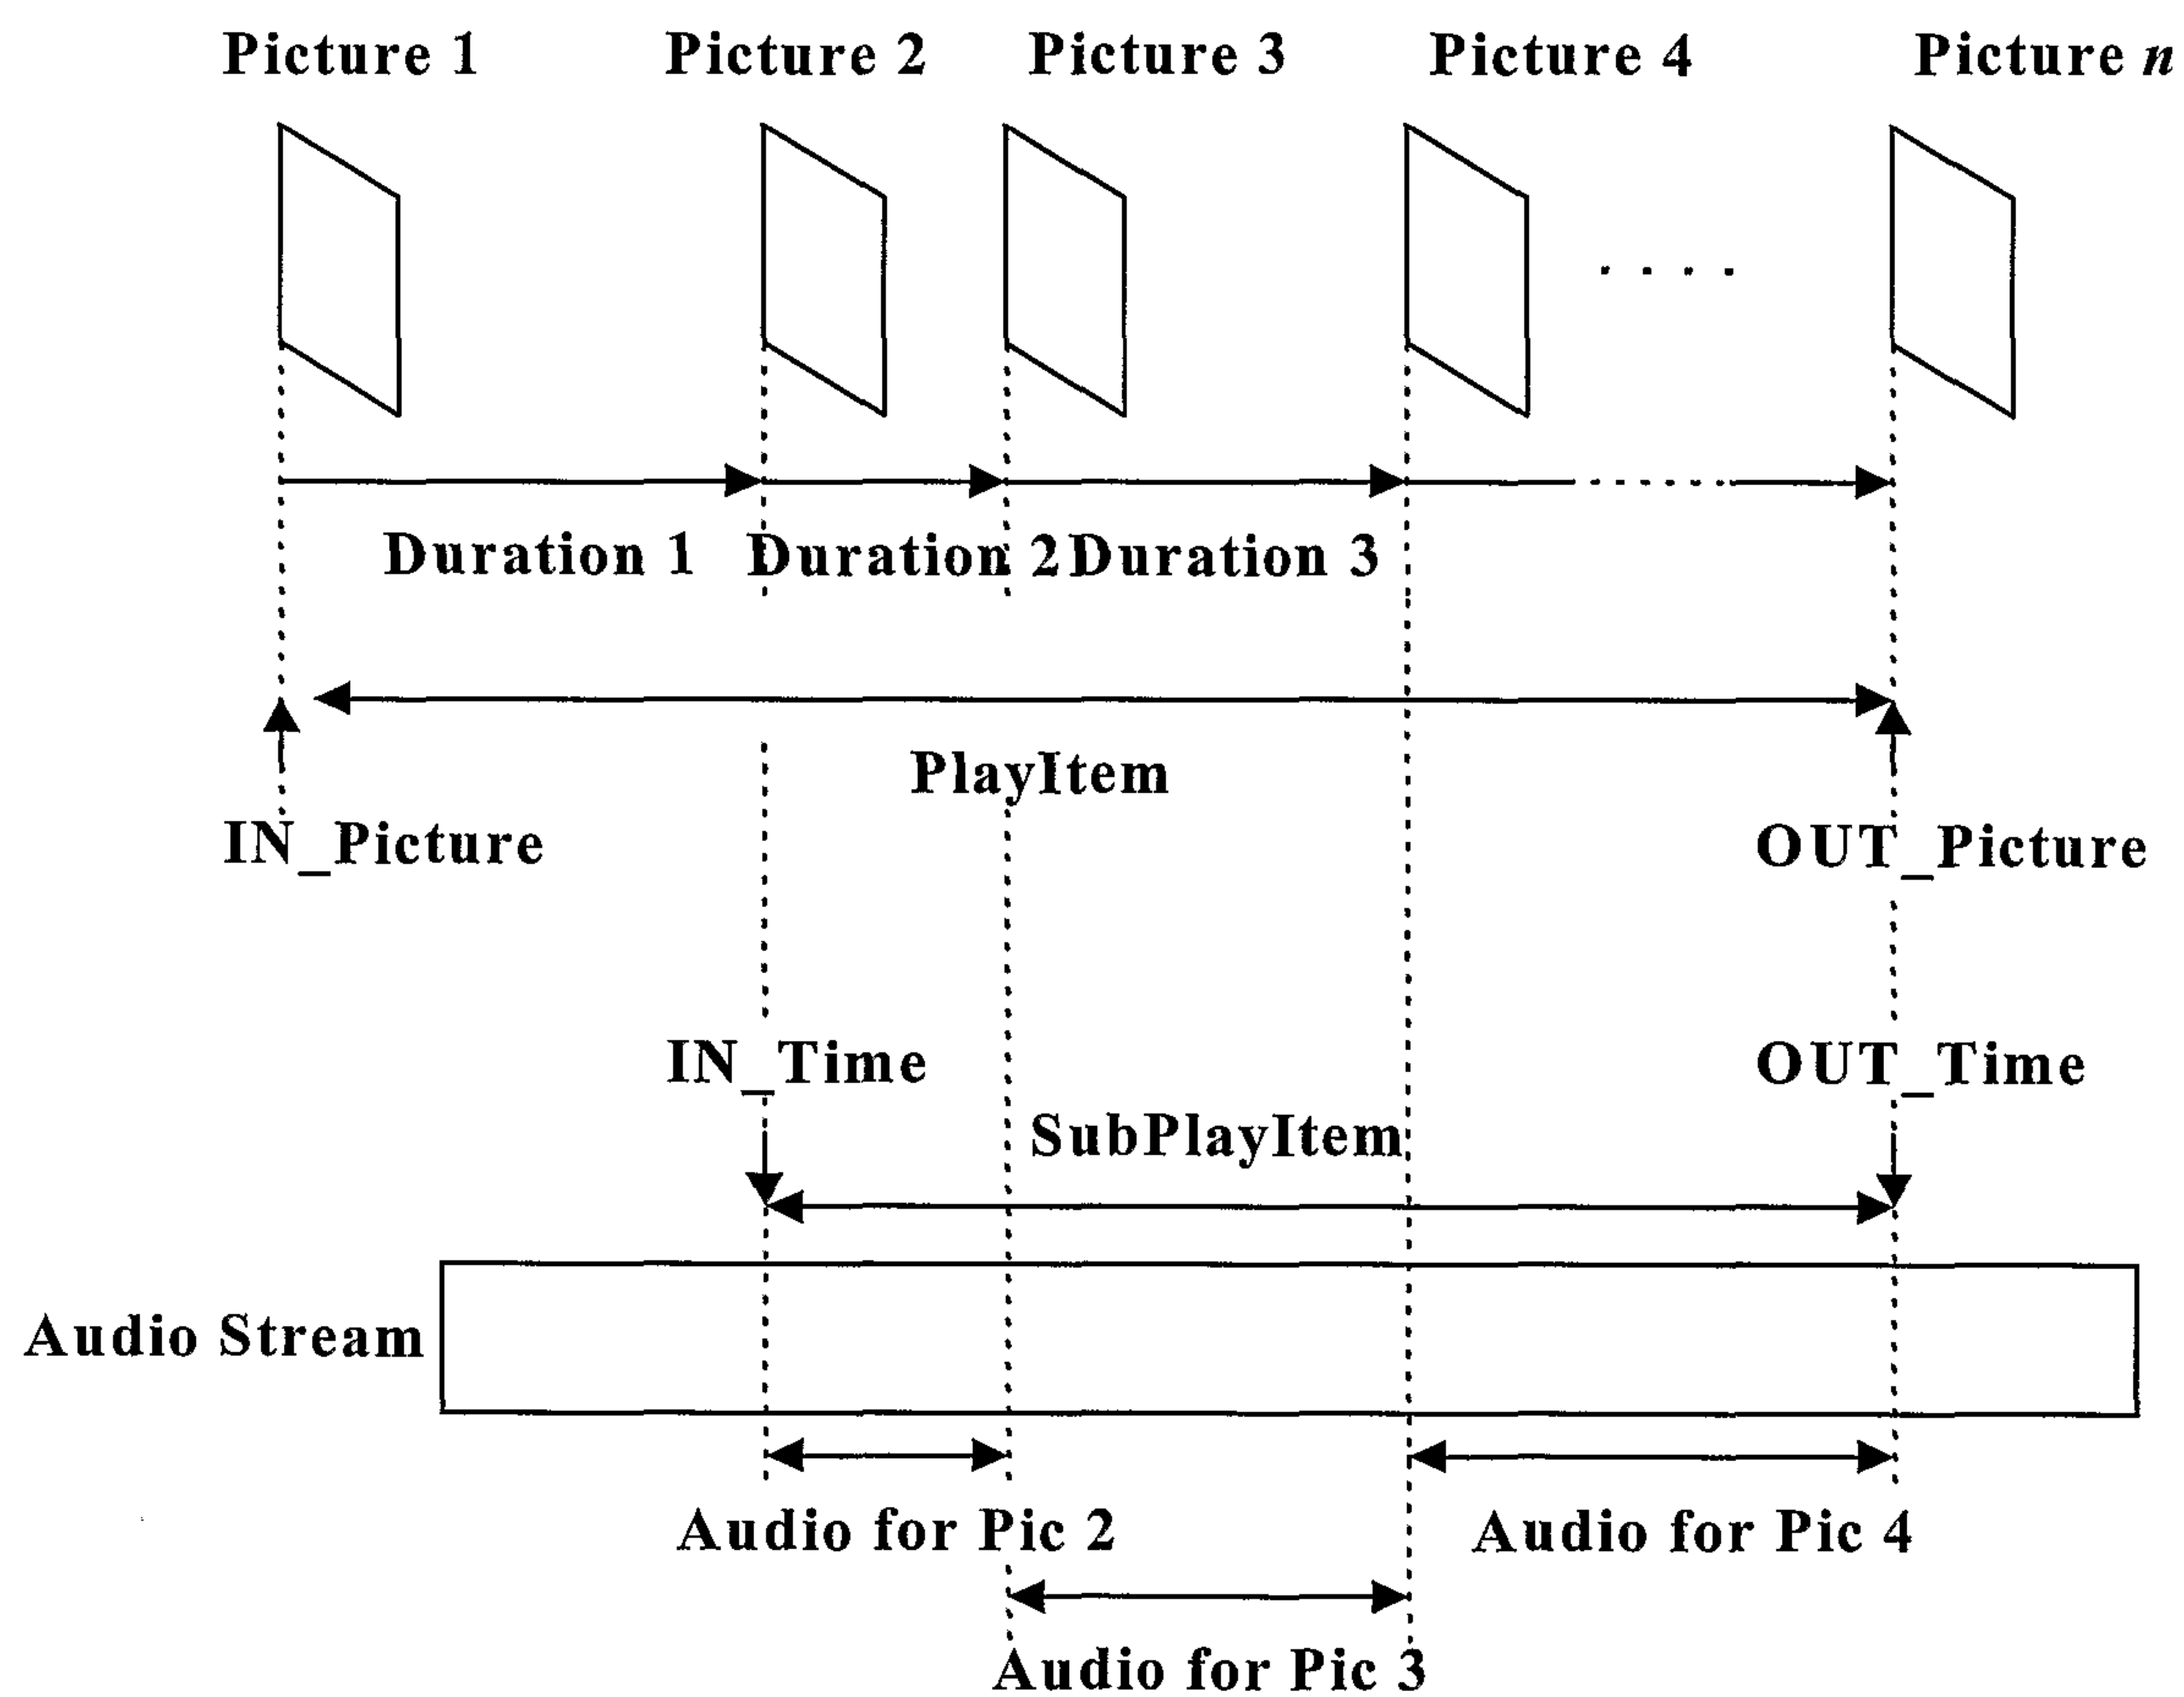 Picture 1 Picture 2 Picture 3 Picture 4 Picture n
. . . .
Duration 1 Duration 2 Duration 3
PlayItem
IN_Picture OUT_Picture
IN_Time OUT_Time
SubPlayItem
Audio Stream
Audio for Pic 2 Audio for Pic 4
Audio for Pic 3